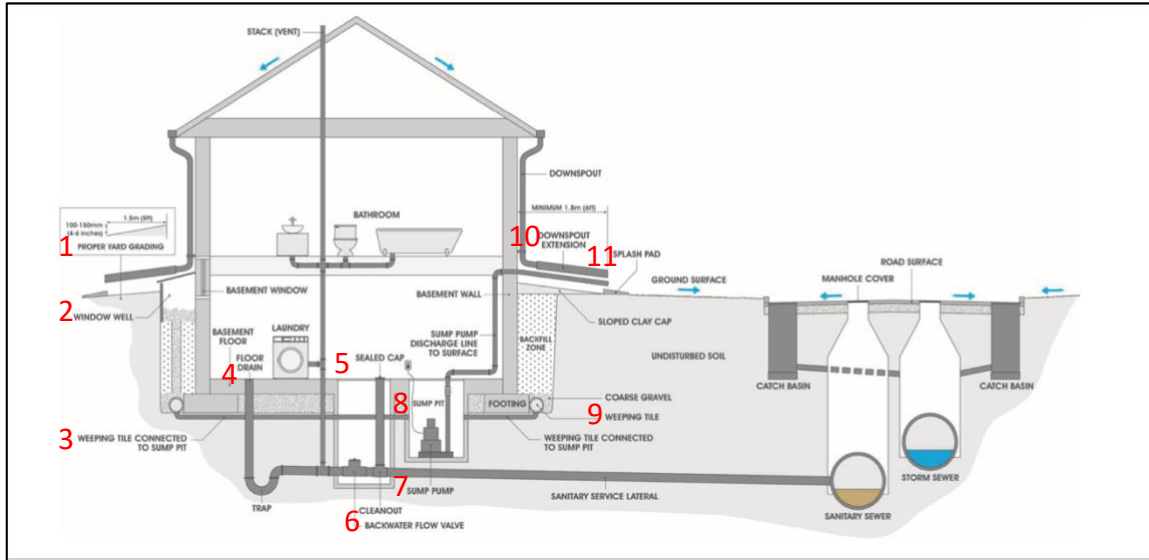 STACK (VENT)
DOWNSPOUT
1.5m (5ft)
100-150mm
(4-6 inches)
1
PROPER YARD GRADING
BATHROOM
MINIMUM 1.8m (6ft)
10
DOWNSPOUT
EXTENSION
11
SPLASH PAD
ROAD SURFACE
MANHOLE COVER
GROUND SURFACE
2
WINDOW WELL
BASEMENT WINDOW
BASEMENT WALL
SLOPED CLAY CAP
BASEMENT
FLOOR
LAUNDRY
SUMP PUMP
DISCHARGE LINE
TO SURFACE
BACKFILL
ZONE
UNDISTURBED SOIL
4
FLOOR
DRAIN
5
SEALED CAP
CATCH BASIN
CATCH BASIN
8
SUMP PIT
FOOTING
COARSE GRAVEL
9
WEEPING TILE
3
WEEPING TILE CONNECTED
TO SUMP PIT
WEEPING TILE CONNECTED
TO SUMP PIT
STORM SEWER
7
SUMP PUMP
SANITARY SERVICE LATERAL
TRAP
CLEANOUT
6
BACKWATER FLOW VALVE
SANITARY SEWER